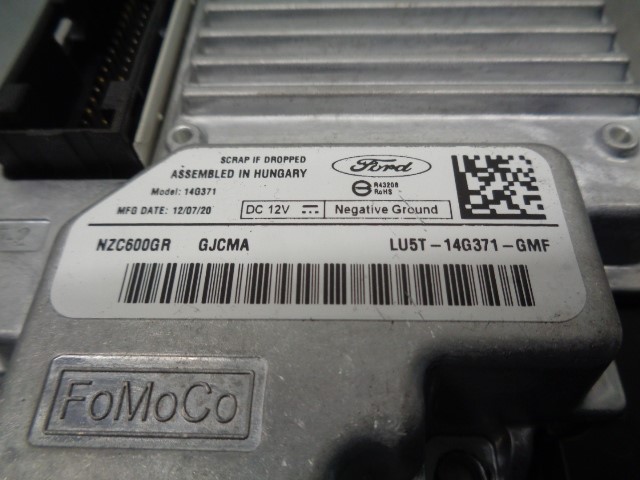 SCRAP IF DROPPED
ASSEMBLED IN HUNGARY
Ford
Model: 14G371
R43208
RoHS
MFG DATE: 12/07/20
DC 12V
Negative Ground
NZC600GR GJCMA LU5T-14G371-GMF
FoMoCo